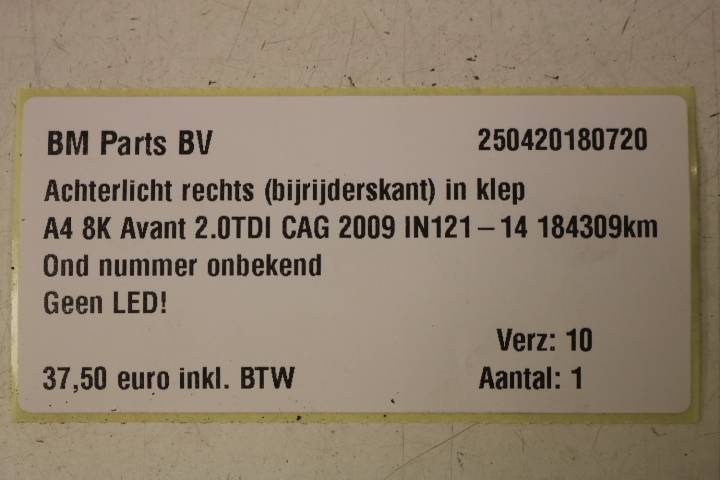 BM Parts BV 250420180720
Achterlicht rechts (bijrijderskant) in klep
A4 8K Avant 2.0TDI CAG 2009 IN121-14 184309km
Ond nummer onbekend
Geen LED!
Verz: 10
37,50 euro inkl. BTW Aantal: 1